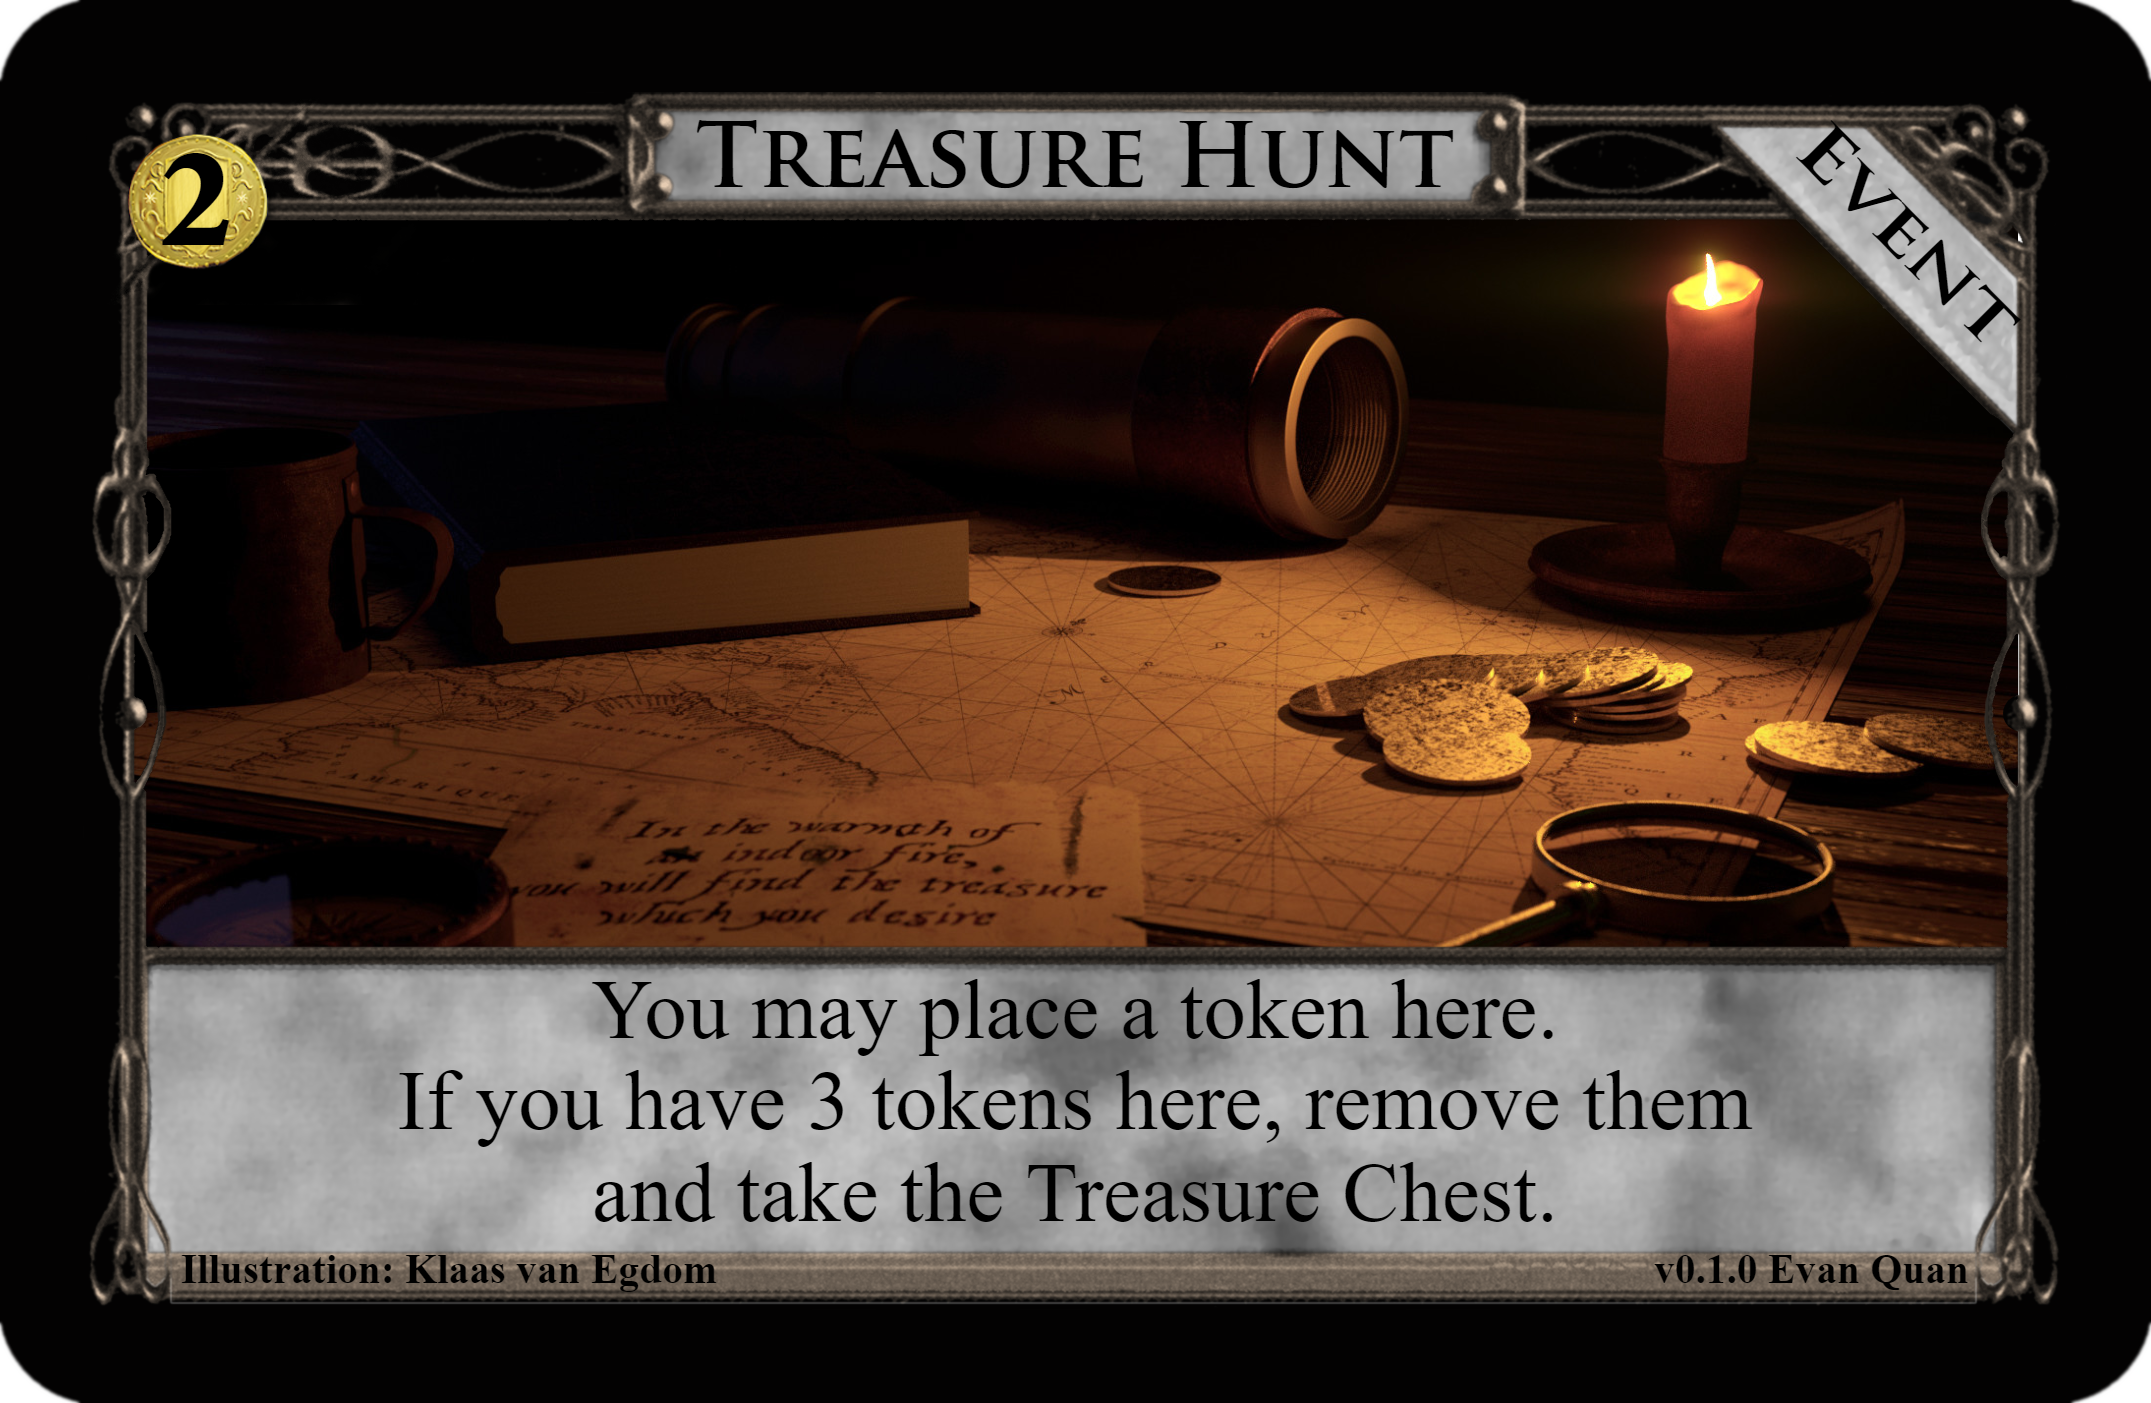 TREASURE HUNT
2
EVENT
In the warmth of
an indoor fire,
you will find the treasure
which you desire
AMERIQUE
You may place a token here.
If you have 3 tokens here, remove them
and take the Treasure Chest.
Illustration: Klaas van Egdom
v0.1.0 Evan Quan